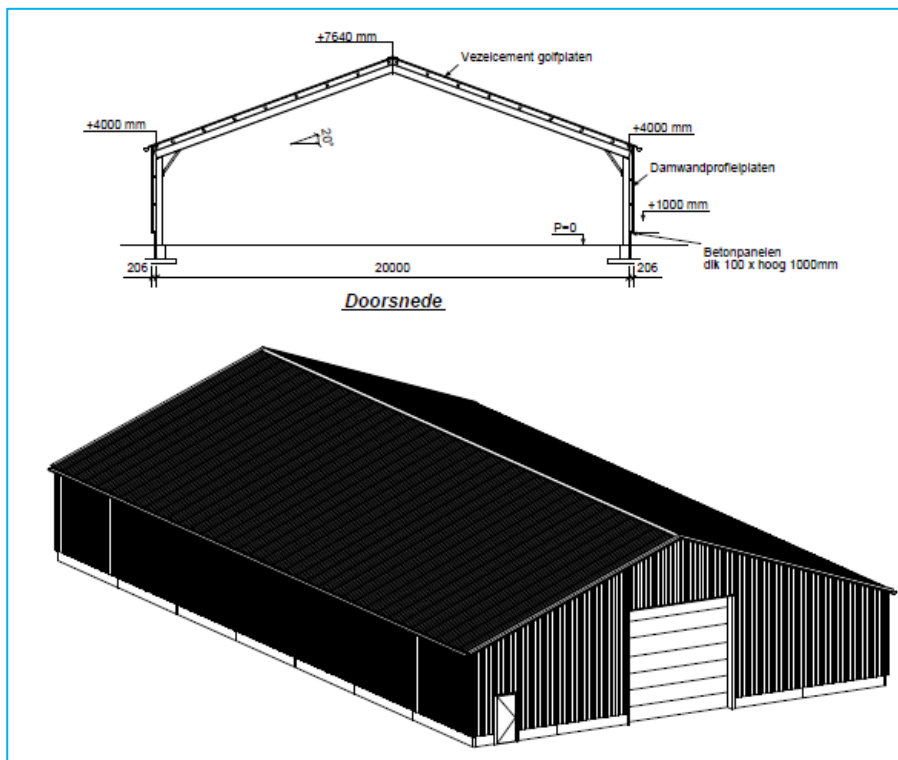 +7640 mm
Vezelcement golfplaten
+4000 mm
+4000 mm
20°
Damwandprofielplaten
+1000 mm
P=0
Betonpanelen
dik 100 x hoog 1000mm
206
20000
206
Doorsnede